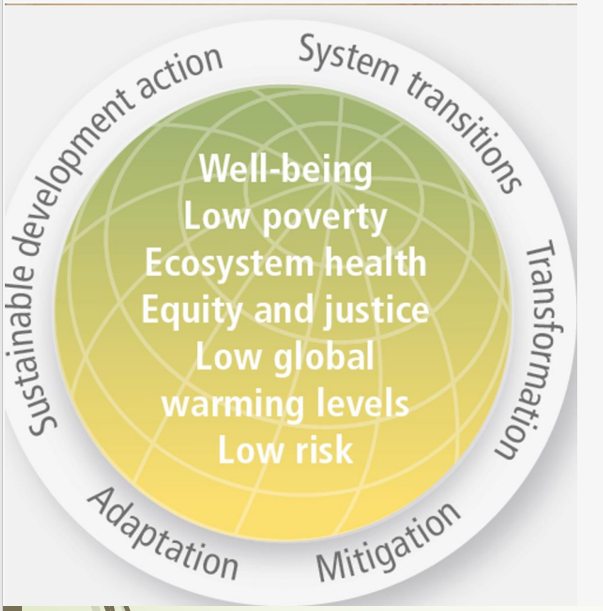 Sustainable development action
System transitions
Transformation
Mitigation
Adaptation
Well-being
Low poverty
Ecosystem health
Equity and justice
Low global
warming levels
Low risk